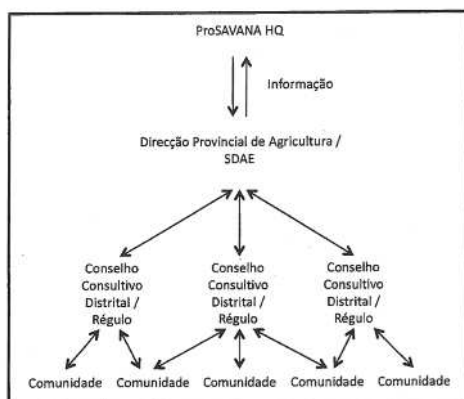 ProSAVANA HQ
Informação
Direcção Provincial de Agricultura /
SDAE
Conselho
Consultivo
Distrital /
Régulo
Conselho
Consultivo
Distrital /
Régulo
Conselho
Consultivo
Distrital /
Régulo
Comunidade
Comunidade
Comunidade
Comunidade
Comunidade